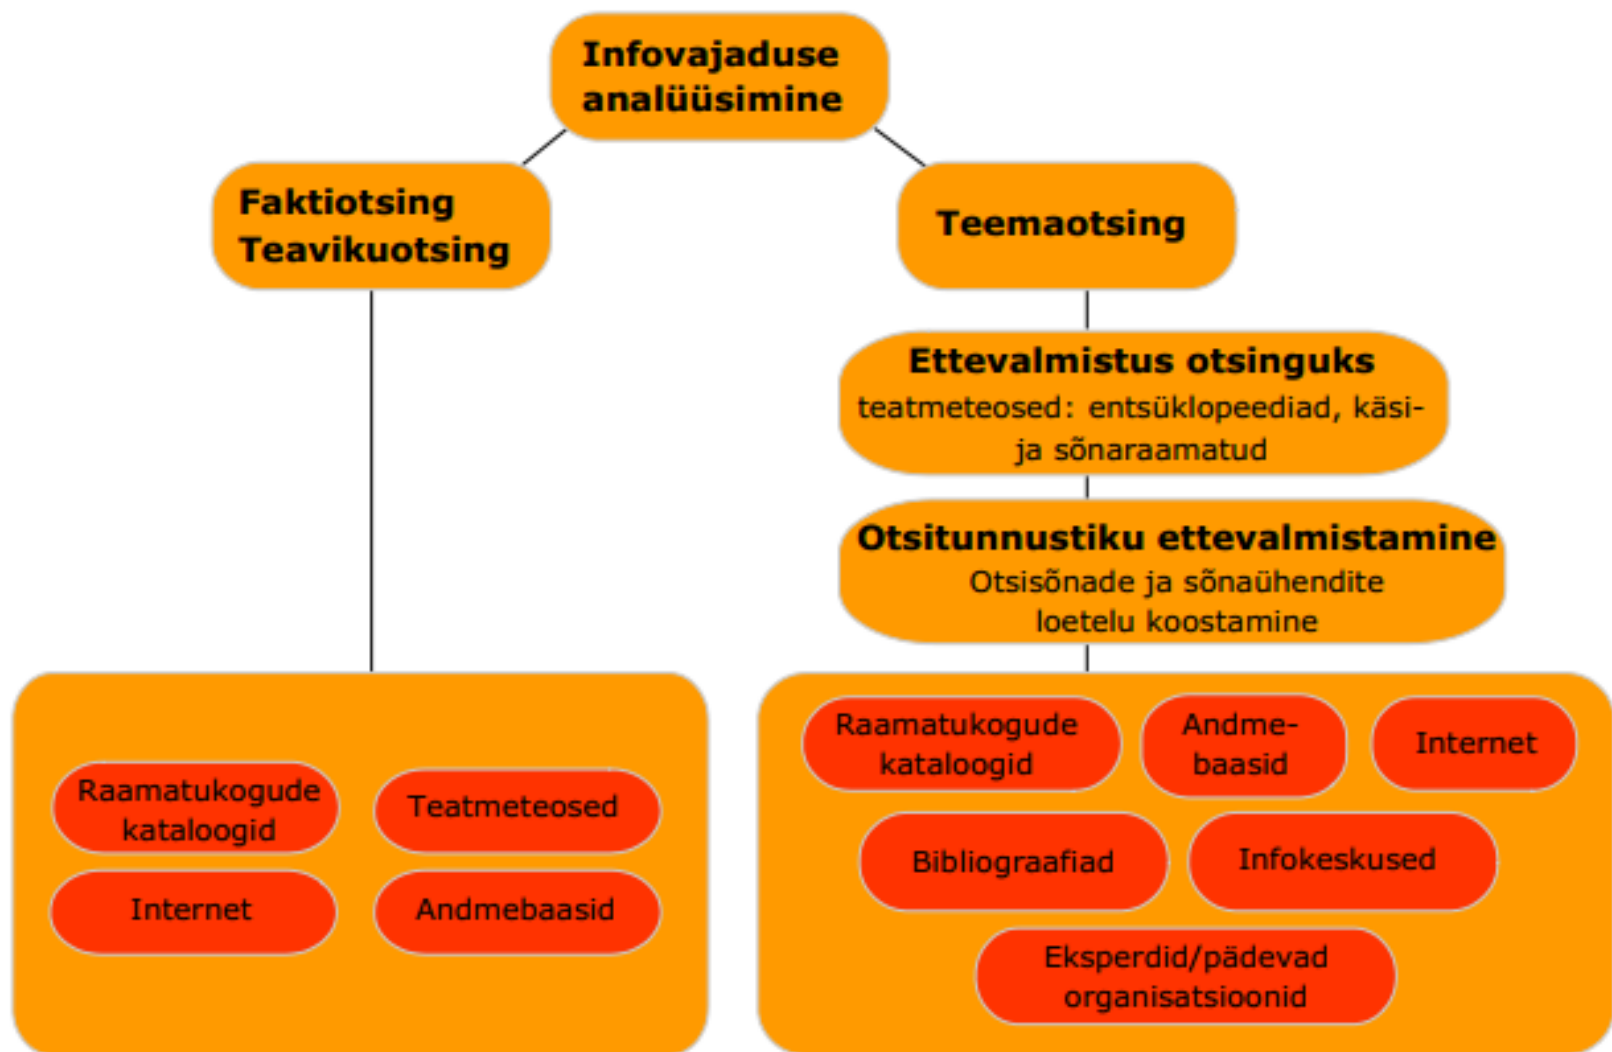 Infovajaduse
analüüsimine
Faktiotsing
Teavikuotsing
Teemaotsing
Ettevalmistus otsinguks
teatmeteosed: entsüklopeediad, käsi-
ja sõnaraamatud
Otsitunnustiku ettevalmistamine
Otsisõnade ja sõnaühendite
loetelu koostamine
Raamatukogude
kataloogid
Teatmeteosed
Internet
Andmebaasid
Raamatukogude
kataloogid
Andme-
baasid
Internet
Bibliograafiad
Infokeskused
Eksperdid/pädevad
organisatsioonid